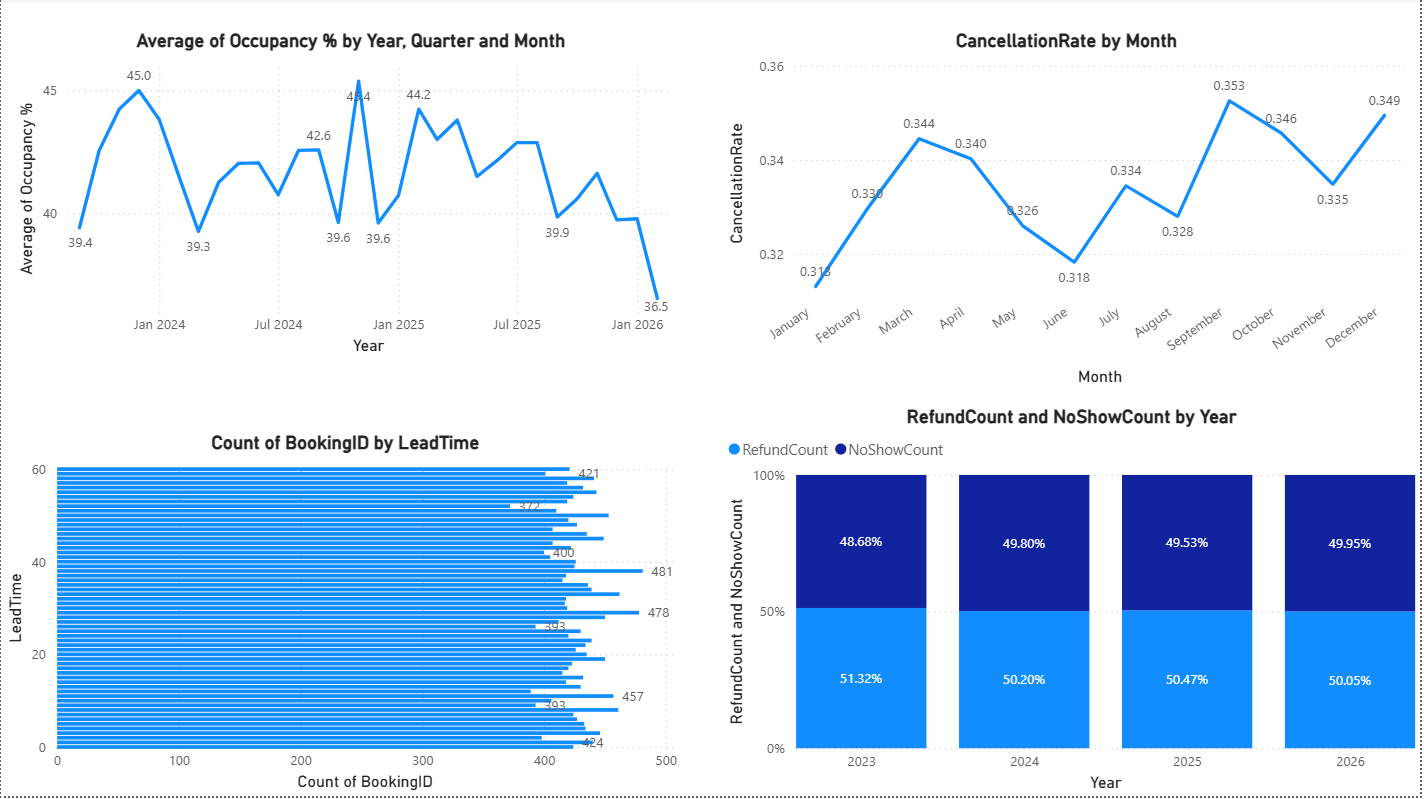 Average of Occupancy % by Year, Quarter and Month
Average of Occupancy %
45
40
39.4
45.0
39.3
42.6
39.6
45.4
39.6
44.2
39.9
36.5
Jan 2024
Jul 2024
Jan 2025
Jul 2025
Jan 2026
Year
CancellationRate by Month
CancellationRate
0.36
0.34
0.32
0.313
0.330
0.344
0.340
0.326
0.318
0.334
0.328
0.353
0.346
0.335
0.349
January
February
March
April
May
June
July
August
September
October
November
December
Month
Count of BookingID by LeadTime
LeadTime
60
40
20
0
421
372
400
481
478
393
457
393
424
0
100
200
300
400
500
Count of BookingID
RefundCount and NoShowCount by Year
RefundCount NoShowCount
RefundCount and NoShowCount
100%
50%
0%
48.68%
49.80%
49.53%
49.95%
51.32%
50.20%
50.47%
50.05%
2023
2024
2025
2026
Year